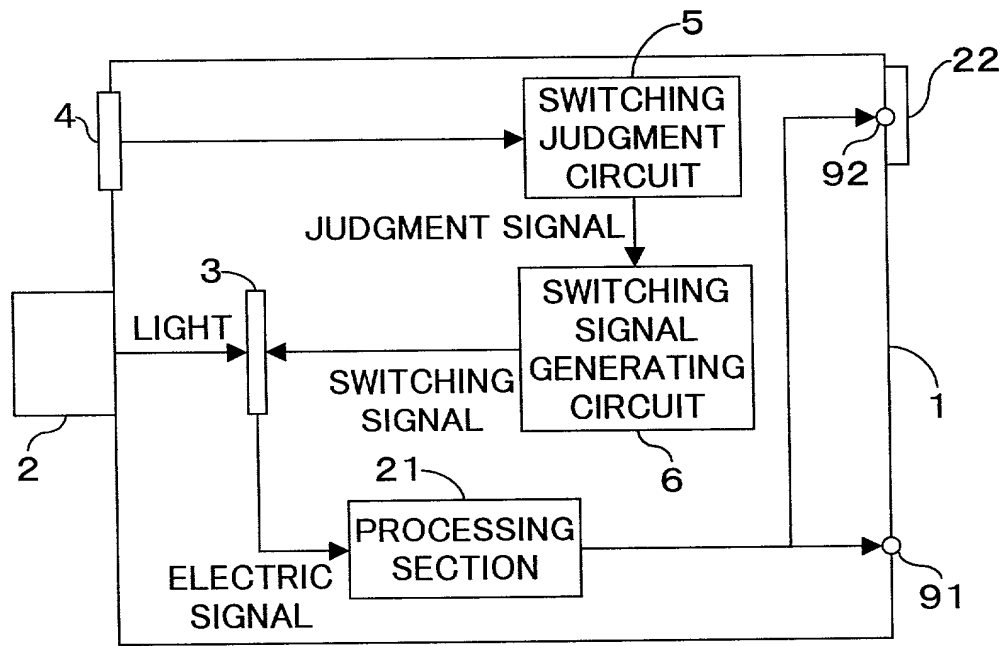 5
22
4
SWITCHING
JUDGMENT
CIRCUIT
92
JUDGMENT SIGNAL
3
SWITCHING
SIGNAL
GENERATING
CIRCUIT
LIGHT
SWITCHING
SIGNAL
1
2
21
6
PROCESSING
SECTION
ELECTRIC
SIGNAL
91